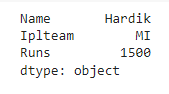 Name Hardik
Iplteam MI
Runs 1500
dtype: object